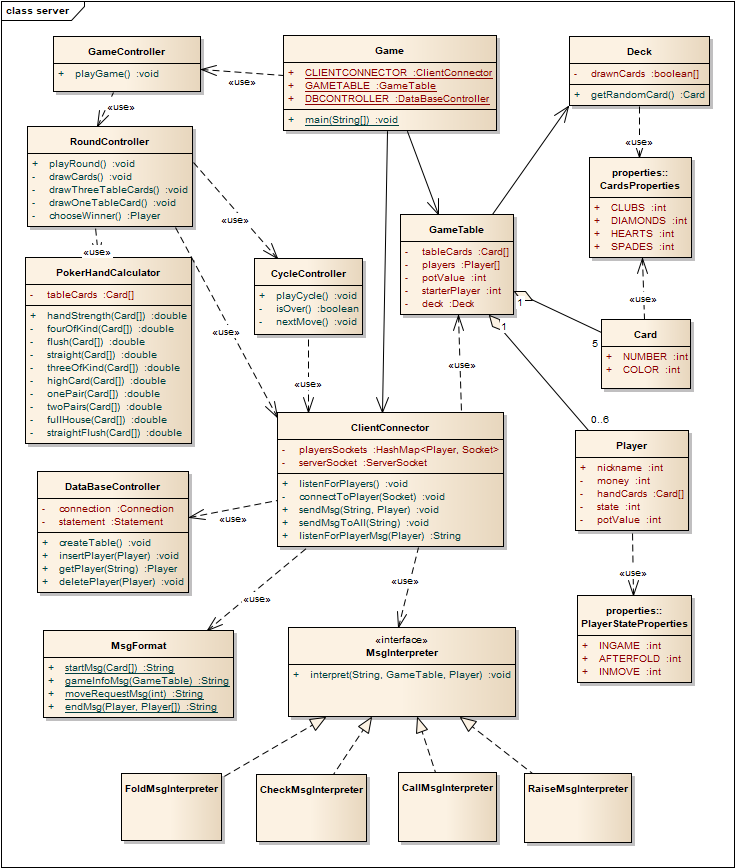 class server
GameController
+ playGame() :void
Game
+ CLIENTCONNECTOR :ClientConnector
+ GAMETABLE :GameTable
+ DBCONTROLLER :DataBaseController
+ main(String[]) :void
Deck
- drawnCards :boolean[]
+ getRandomCard() :Card
«use»
«use»
«use»
RoundController
+ playRound() :void
- drawCards() :void
- drawThreeTableCards() :void
- drawOneTableCard() :void
- chooseWinner() :Player
properties::
CardsProperties
+ CLUBS :int
+ DIAMONDS :int
+ HEARTS :int
+ SPADES :int
«use»
«use»
GameTable
- tableCards :Card[]
- players :Player[]
- potValue :int
- starterPlayer :int
- deck :Deck
PokerHandCalculator
- tableCards :Card[]
+ handStrength(Card[]) :double
- fourOfKind(Card[]) :double
- flush(Card[]) :double
- straight(Card[]) :double
- threeOfKind(Card[]) :double
- highCard(Card[]) :double
- onePair(Card[]) :double
- twoPairs(Card[]) :double
- fullHouse(Card[]) :double
- straightFlush(Card[]) :double
CycleController
+ playCycle() :void
- isOver() :boolean
- nextMove() :void
«use»
1
1
5
Card
+ NUMBER :int
+ COLOR :int
«use»
«use»
«use»
0..6
ClientConnector
- playersSockets :HashMap<Player, Socket>
- serverSocket :ServerSocket
+ listenForPlayers() :void
- connectToPlayer(Socket) :void
+ sendMsg(String, Player) :void
+ sendMsgToAll(String) :void
+ listenForPlayerMsg(Player) :String
Player
+ nickname :int
- money :int
- handCards :Card[]
- state :int
- potValue :int
DataBaseController
- connection :Connection
- statement :Statement
+ createTable() :void
+ insertPlayer(Player) :void
+ getPlayer(String) :Player
+ deletePlayer(Player) :void
«use»
«use»
«use»
«use»
properties::
PlayerStateProperties
+ INGAME :int
+ AFTERFOLD :int
+ INMOVE :int
MsgFormat
+ startMsg(Card[]) :String
+ gameInfoMsg(GameTable) :String
+ moveRequestMsg(int) :String
+ endMsg(Player, Player[]) :String
«interface»
MsgInterpreter
+ interpret(String, GameTable, Player) :void
FoldMsgInterpreter
CheckMsgInterpreter
CallMsgInterpreter
RaiseMsgInterpreter